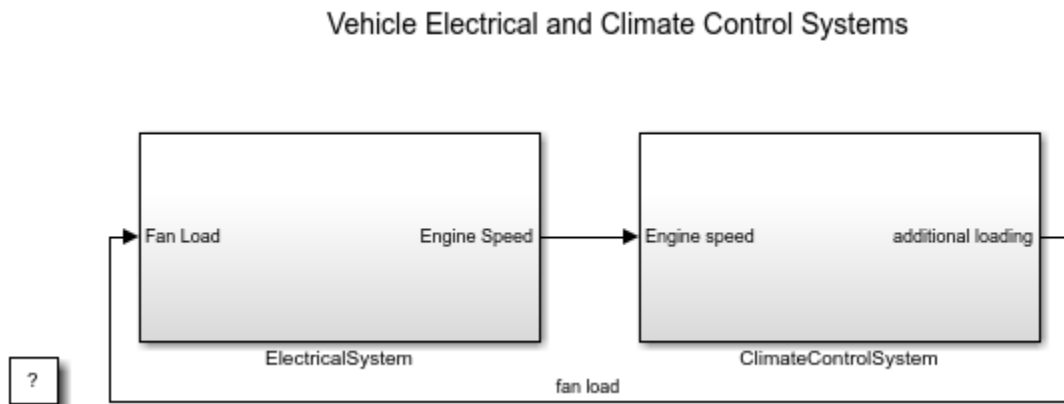 Vehicle Electrical and Climate Control Systems
Fan Load
Engine Speed
Engine speed
additional loading
ElectricalSystem
ClimateControlSystem
?
fan load